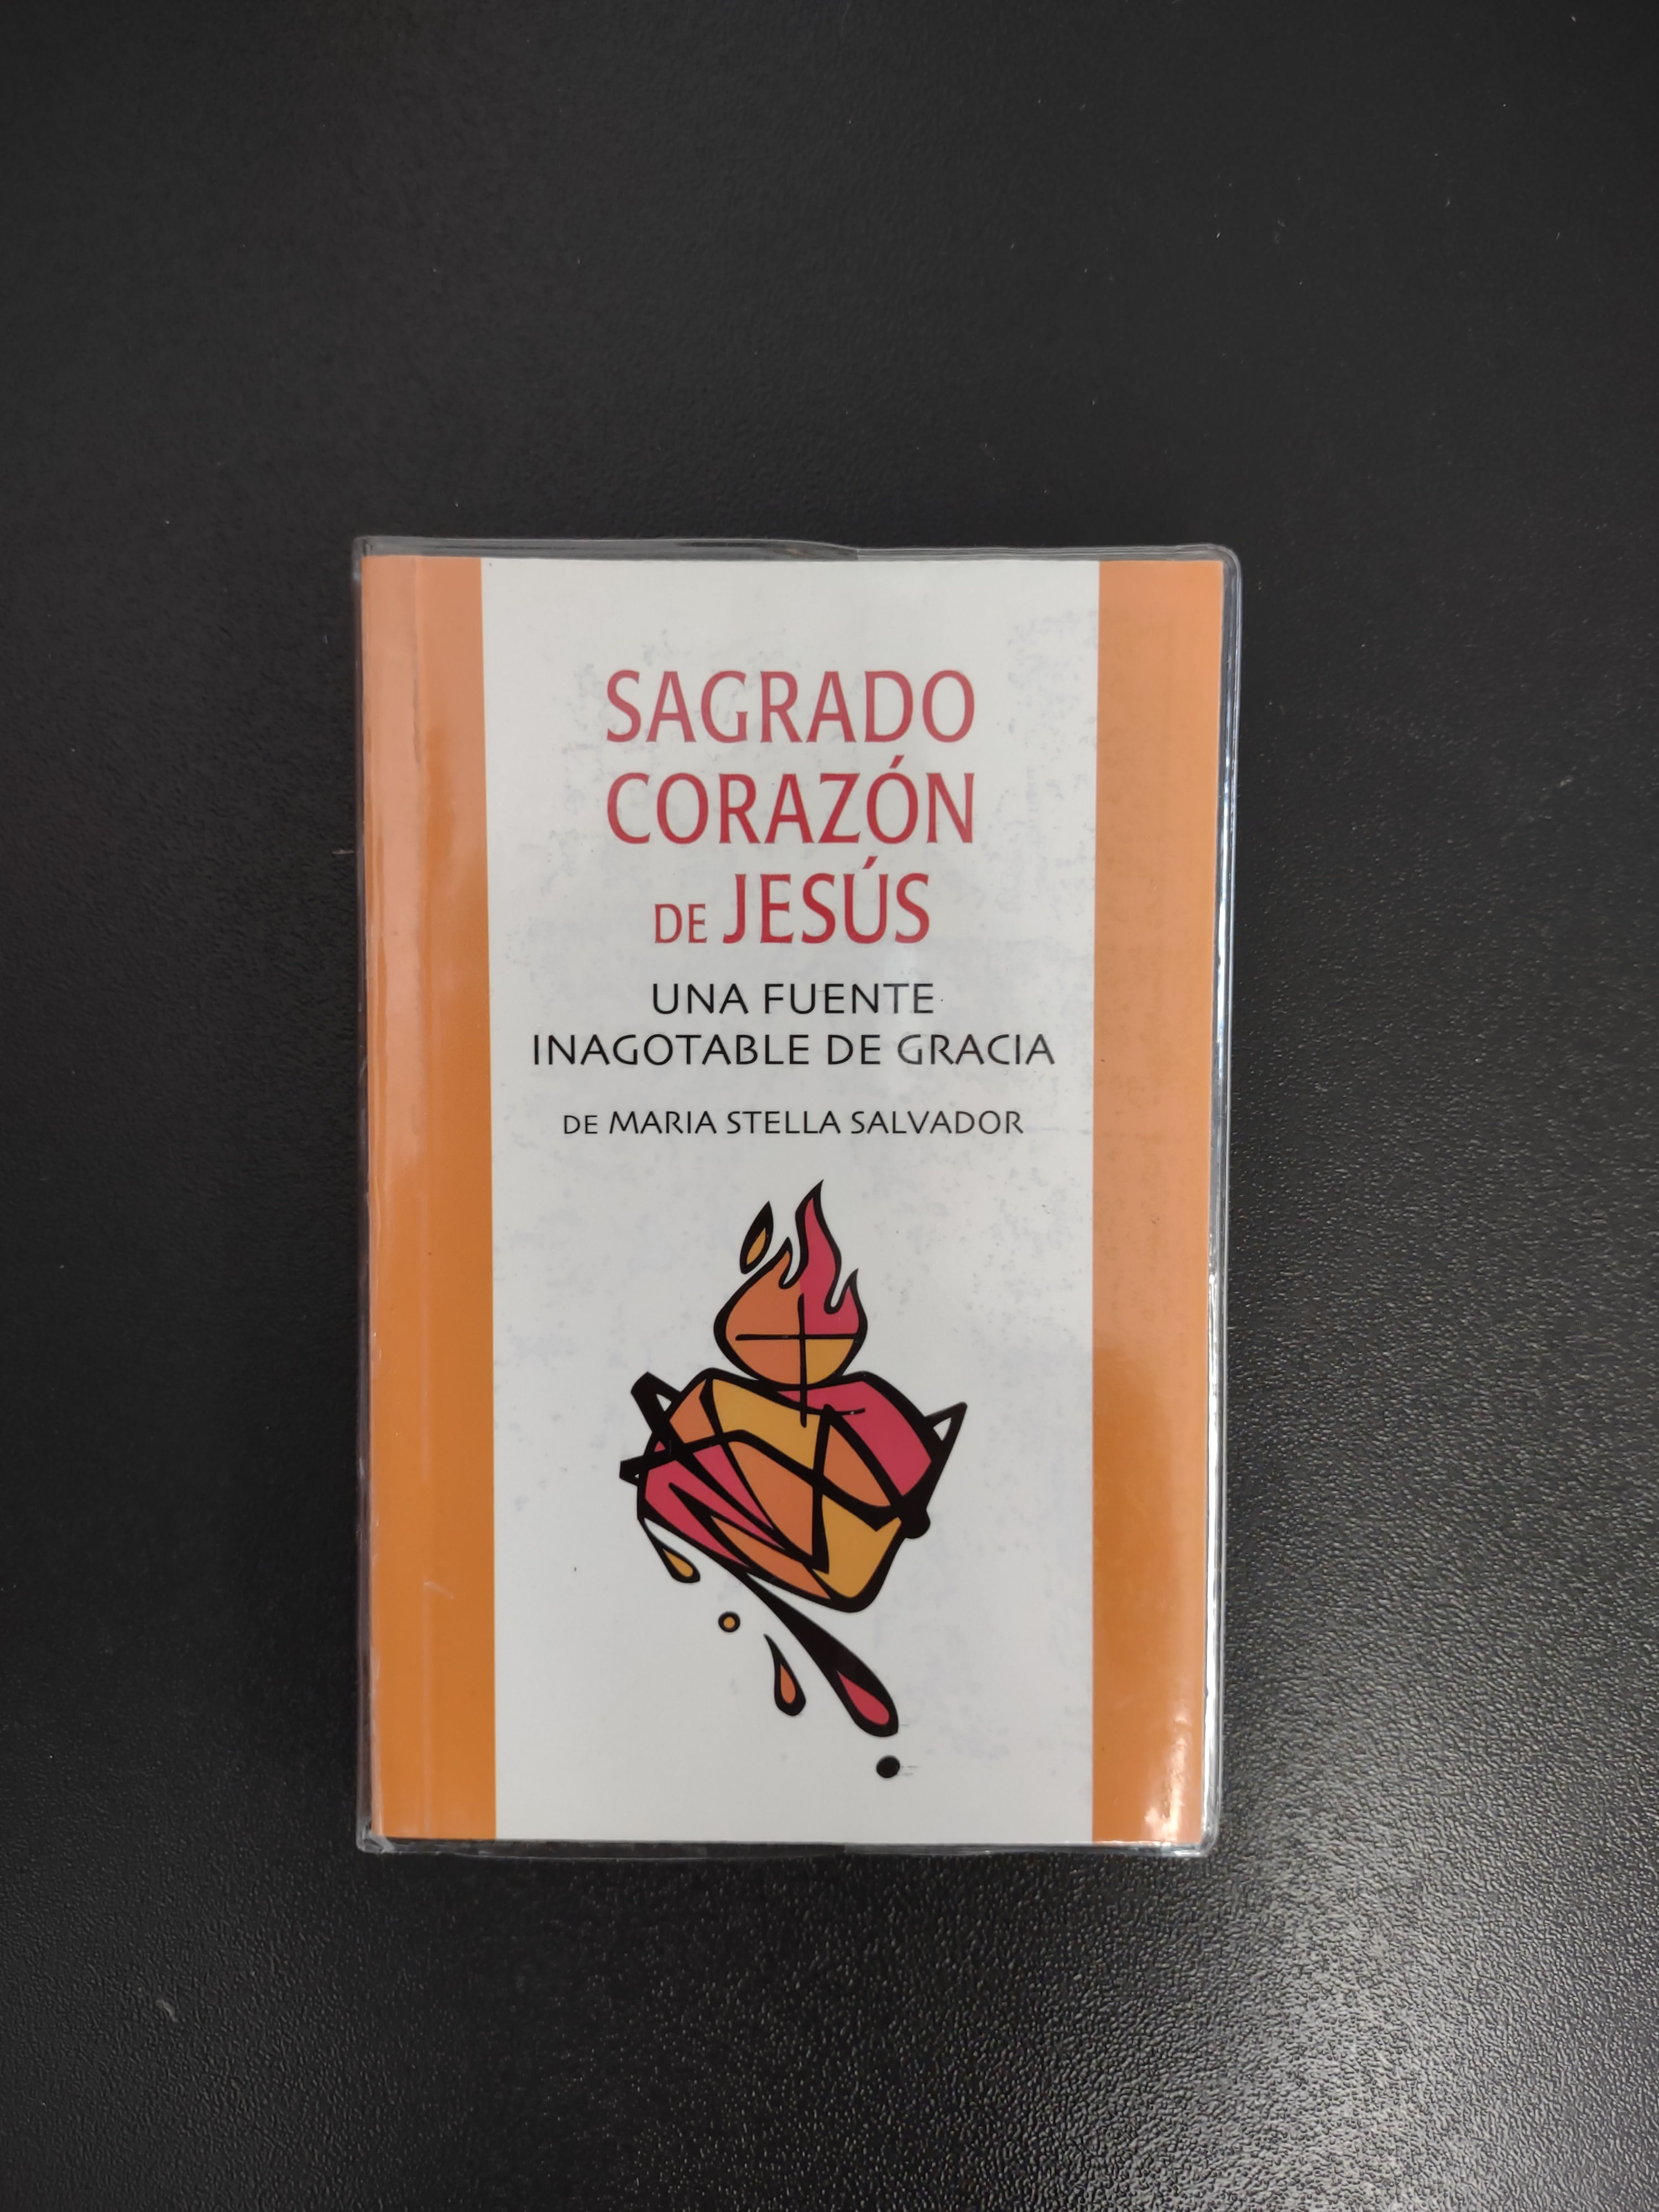 SAGRADO
CORAZÓN
DE JESÚS
UNA FUENTE
INAGOTABLE DE GRACIA
DE MARIA STELLA SALVADOR